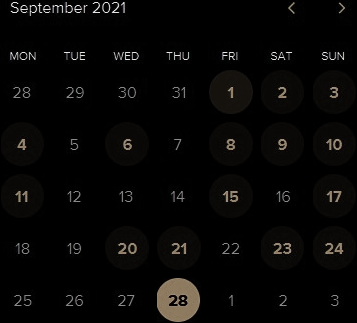 September 2021
MON TUE WED THU FRI SAT SUN
28 29 30 31 1 2 3
4 5 6 7 8 9 10
11 12 13 14 15 16 17
18 19 20 21 22 23 24
25 26 27 28 1 2 3